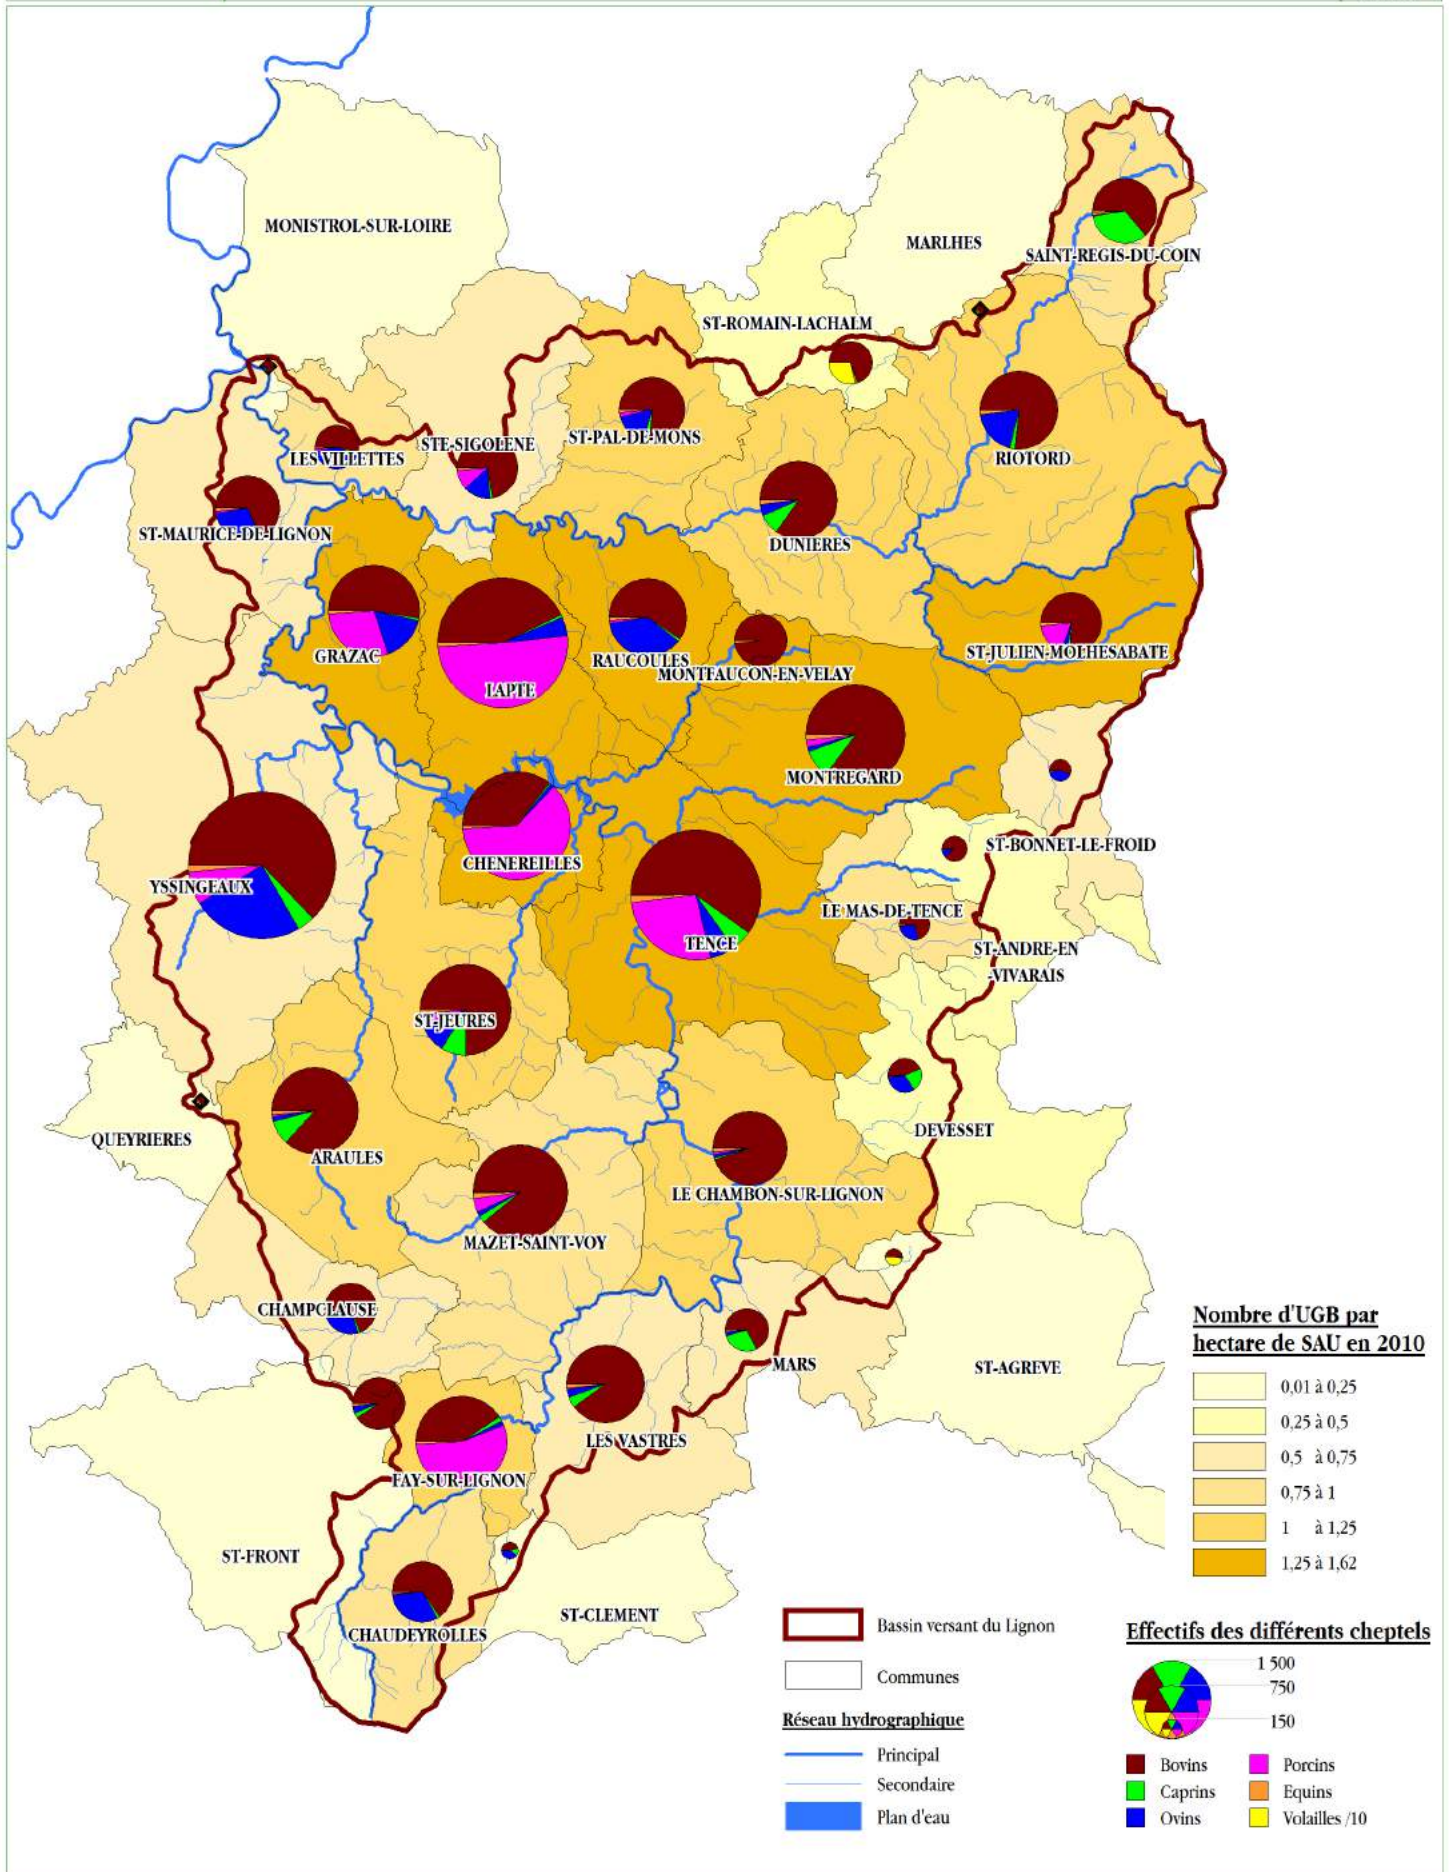 MONISTROL-SUR-LOIRE
MARLHES
SAINT-REGIS-DU-COIN
ST-ROMAIN-LACHALM
STE-SIGOLENE
ST-PAL-DE-MONS
LES VILLETTES
RIOTORD
ST-MAURICE-DE-LIGNON
DUNIERES
GRAZAC
LAPTE
RAUCOULES
MONTFAUCON-EN-VELAY
ST-JULIEN-MOLHESABATE
MONTREGARD
CHENEREILLES
ST-BONNET-LE-FROID
YSSINGEAUX
LE MAS-DE-TENCE
TENCE
ST-ANDRE-EN
-VIVARAIS
ST-JEURES
QUEYRIERES
ARAULES
DEVESSET
LE CHAMBON-SUR-LIGNON
MAZET-SAINT-VOY
CHAMPCLAUSE
MARS
ST-AGREVE
LES VASTRES
FAY-SUR-LIGNON
ST-FRONT
ST-CLEMENT
CHAUDEYROLLES
Nombre d'UGB par
hectare de SAU en 2010
0,01 à 0,25
0,25 à 0,5
0,5 à 0,75
0,75 à 1
1 à 1,25
1,25 à 1,62
Bassin versant du Lignon
Communes
Réseau hydrographique
Principal
Secondaire
Plan d'eau
Effectifs des différents cheptels
1 500
750
150
Bovins
Porcins
Caprins
Equins
Ovins
Volailles /10